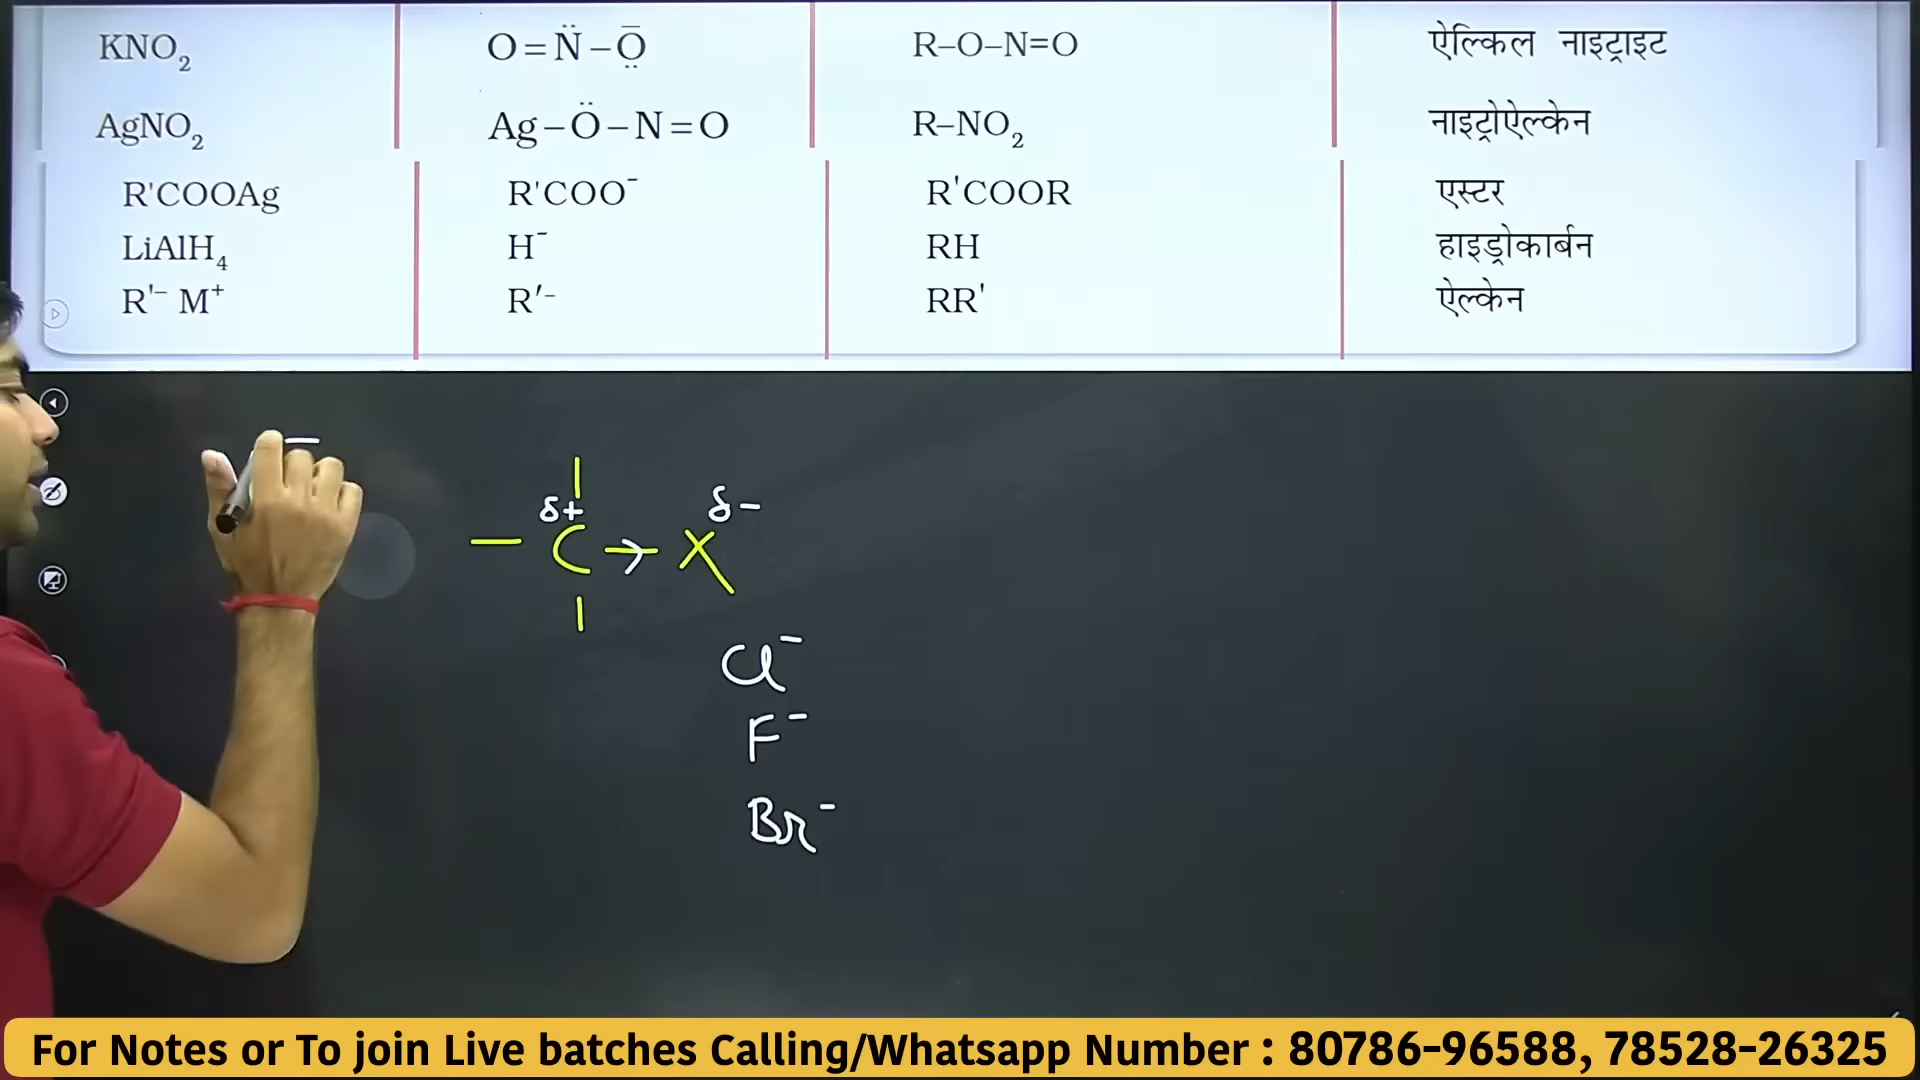 KNO₂ O=N̈–Ō R–O–N=O ऐल्किल नाइट्राइट
AgNO₂ Ag–Ö–N=O R–NO₂ नाइट्रोऐल्केन
R'COOAg R'COO⁻ R'COOR एस्टर
LiAlH₄ H⁻ RH हाइड्रोकार्बन
R'⁻ M⁺ R'⁻ RR' ऐल्केन
δ+ δ−
–C→X
Cl⁻
F⁻
Br⁻
For Notes or To join Live batches Calling/Whatsapp Number : 80786-96588, 78528-26325